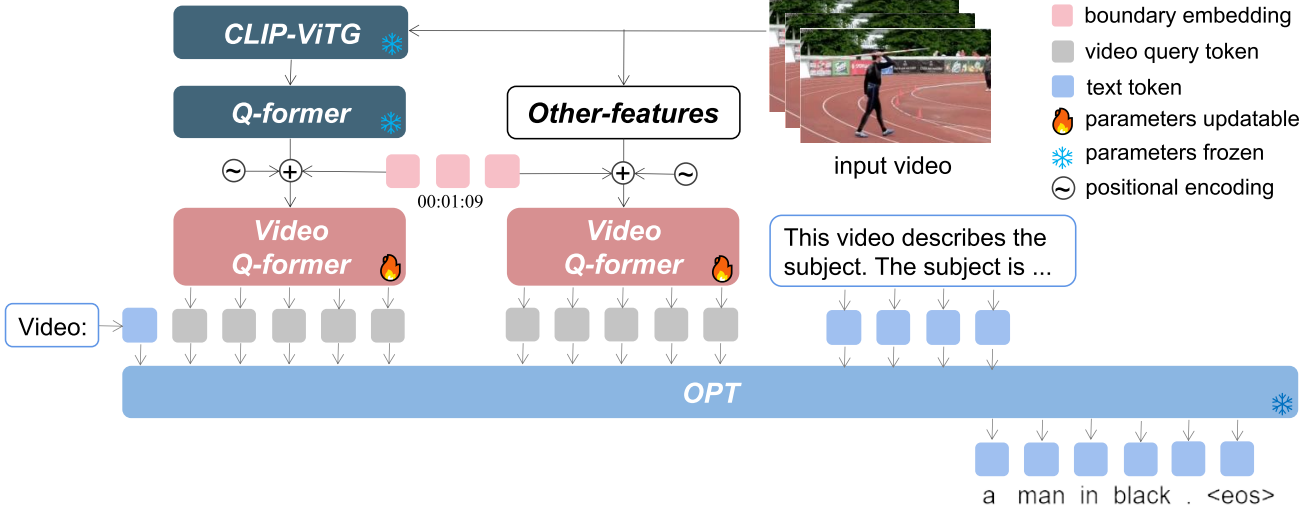 CLIP-ViTG
Q-former
Other-features
input video
boundary embedding
video query token
text token
parameters updatable
parameters frozen
positional encoding
~
+
+
~
00:01:09
Video
Q-former
Video
Q-former
This video describes the
subject. The subject is ...
Video:
OPT
a man in black . <eos>